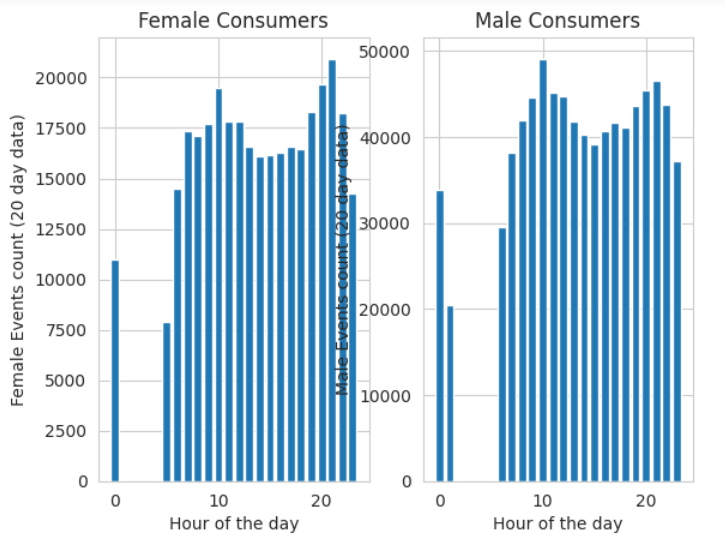 Female Consumers
Female Events count (20 day data)
20000
17500
15000
12500
10000
7500
5000
2500
0
0 10 20
Hour of the day
Male Consumers
Male Events count (20 day data)
50000
40000
30000
20000
10000
0
0 10 20
Hour of the day